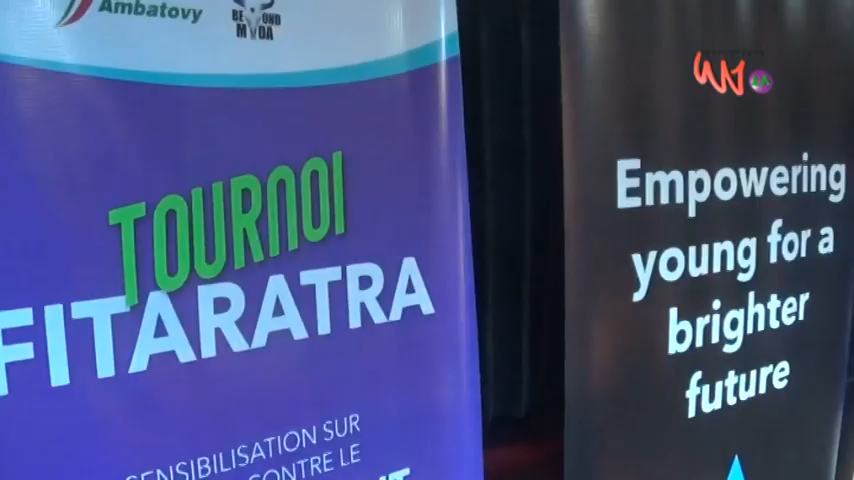 Ambatovy
BEYOND
MODA
TOURNOI
FITARATRA
SENSIBILISATION SUR
CONTRE LE
Empowering
young for a
brighter
future